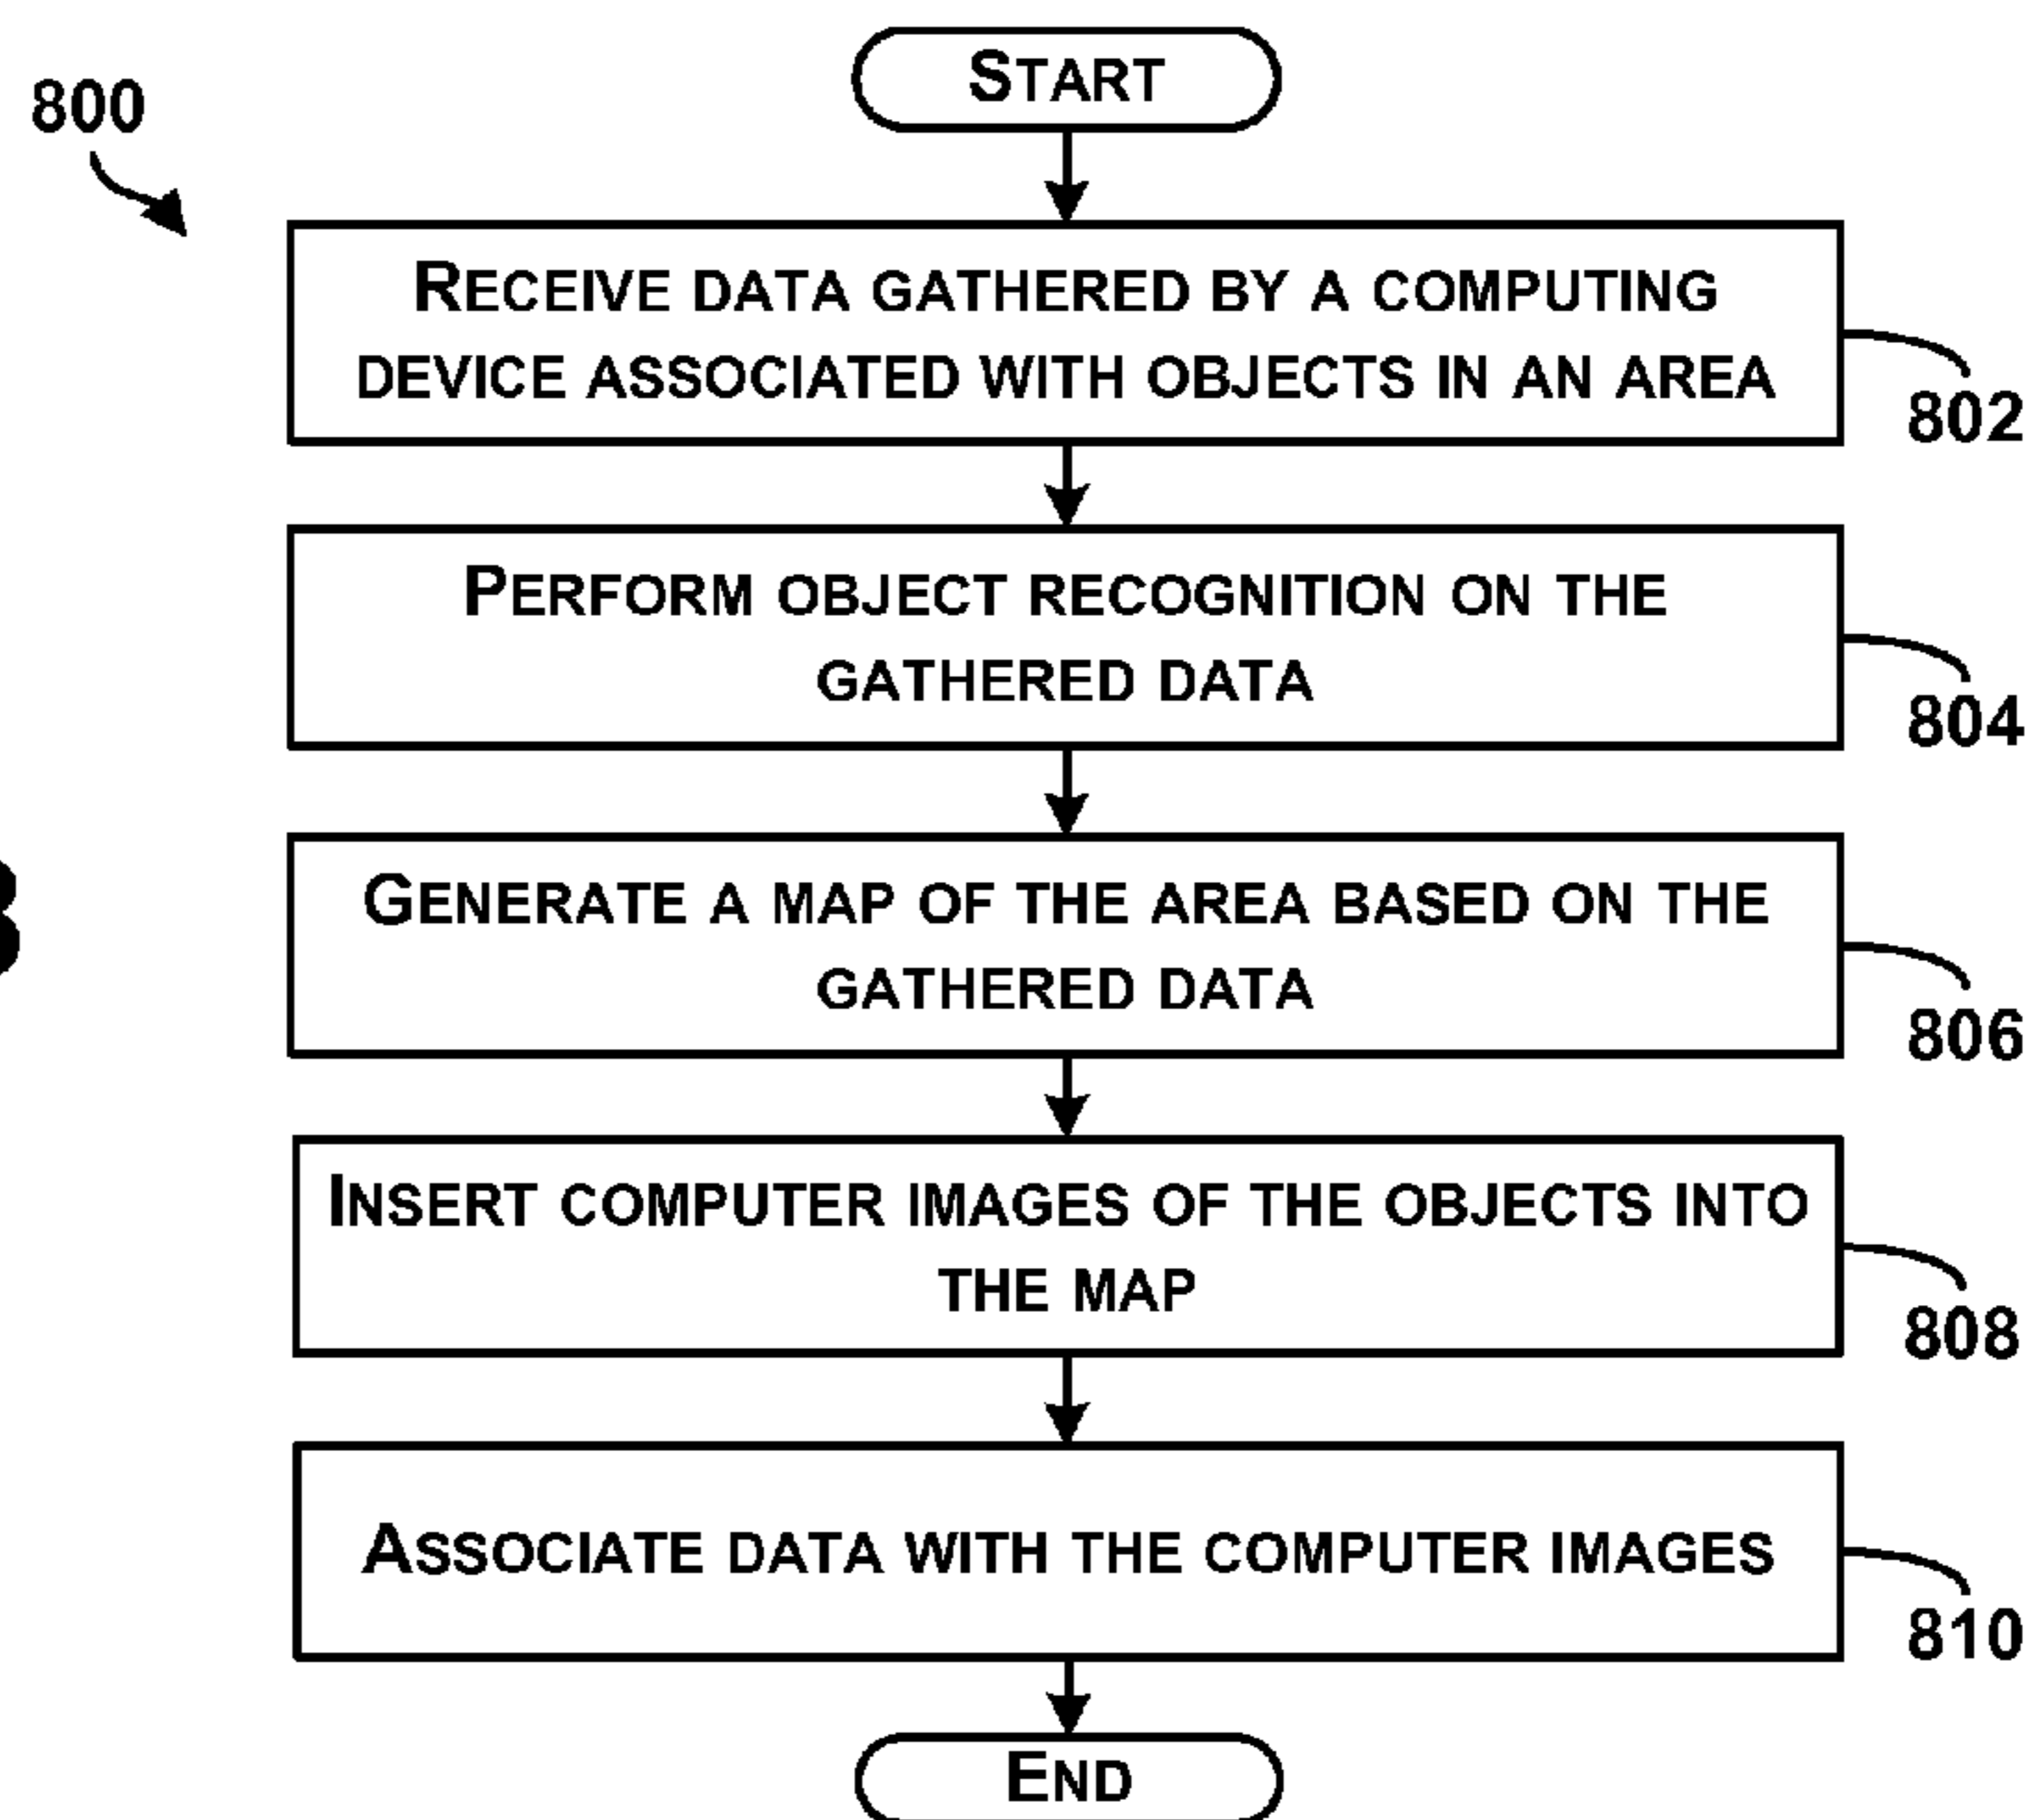 800
START
RECEIVE DATA GATHERED BY A COMPUTING
DEVICE ASSOCIATED WITH OBJECTS IN AN AREA
802
PERFORM OBJECT RECOGNITION ON THE
GATHERED DATA
804
GENERATE A MAP OF THE AREA BASED ON THE
GATHERED DATA
806
INSERT COMPUTER IMAGES OF THE OBJECTS INTO
THE MAP
808
ASSOCIATE DATA WITH THE COMPUTER IMAGES
810
END